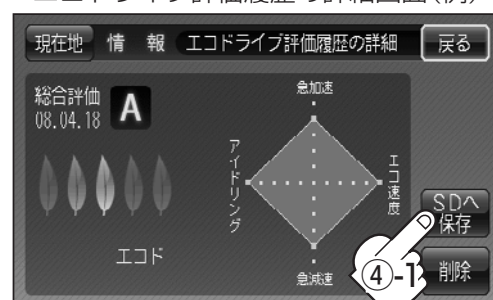 エコドライブ評価履歴の詳細画面(例)
現在地 情 報 エコドライブ評価履歴の詳細 戻る
総合評価
08.04.18 A
急加速
アイドリング
エコ速度
急減速
エコド
SDへ
保存
④-1
削除